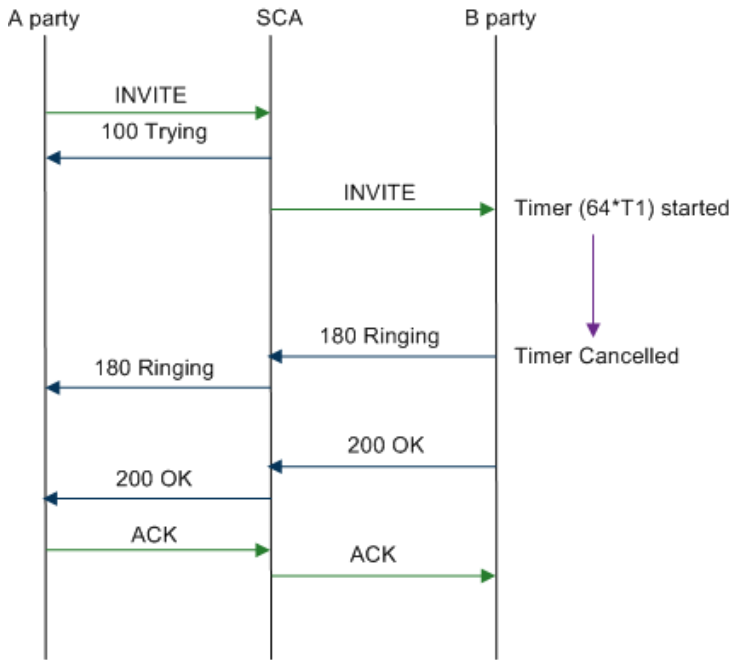 A party
SCA
B party
INVITE
100 Trying
INVITE
Timer (64*T1) started
180 Ringing
Timer Cancelled
180 Ringing
200 OK
200 OK
ACK
ACK